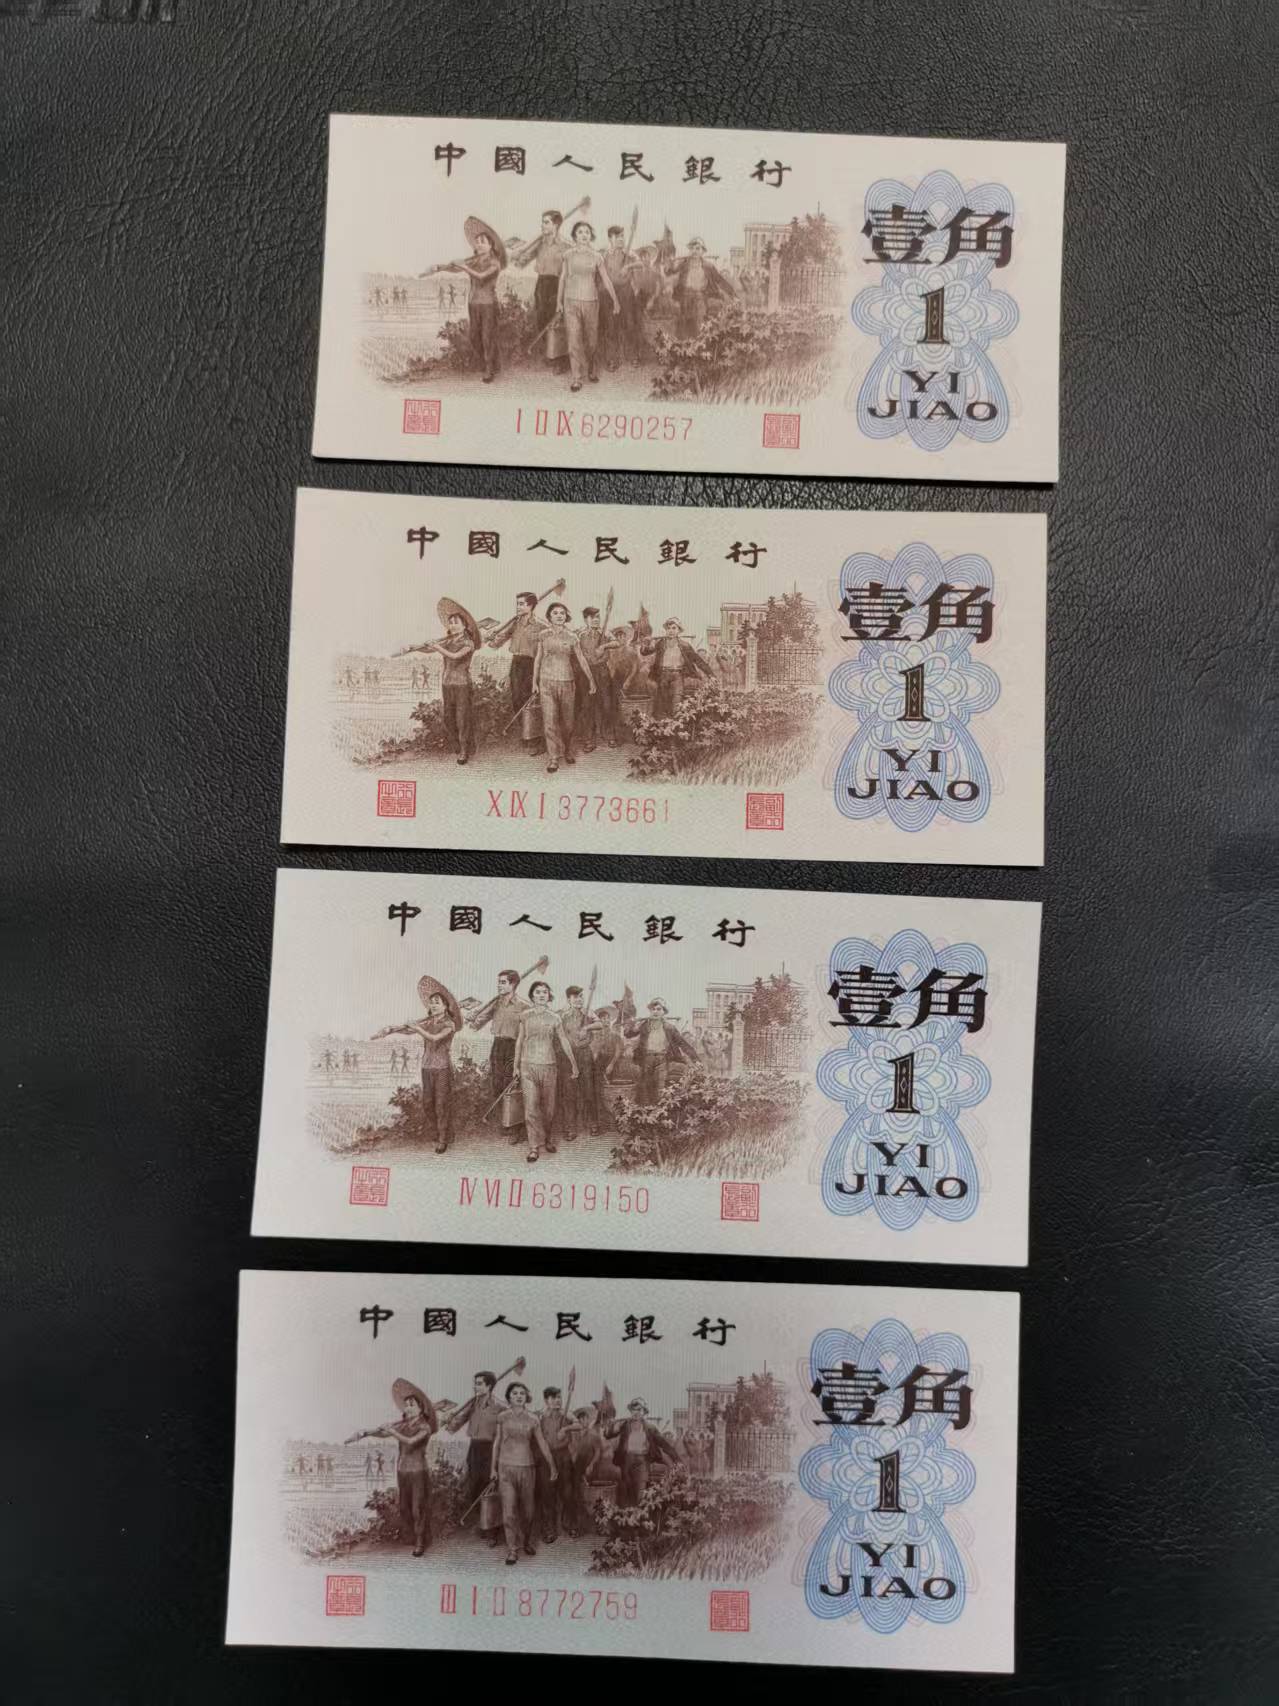 中國人民銀行
壹角
1
YI
JIAO
I II IX 6290257
中國人民銀行
壹角
1
YI
JIAO
X IX I 3773661
中國人民銀行
壹角
1
YI
JIAO
IV VI II 6319150
中國人民銀行
壹角
1
YI
JIAO
III I II 8772759